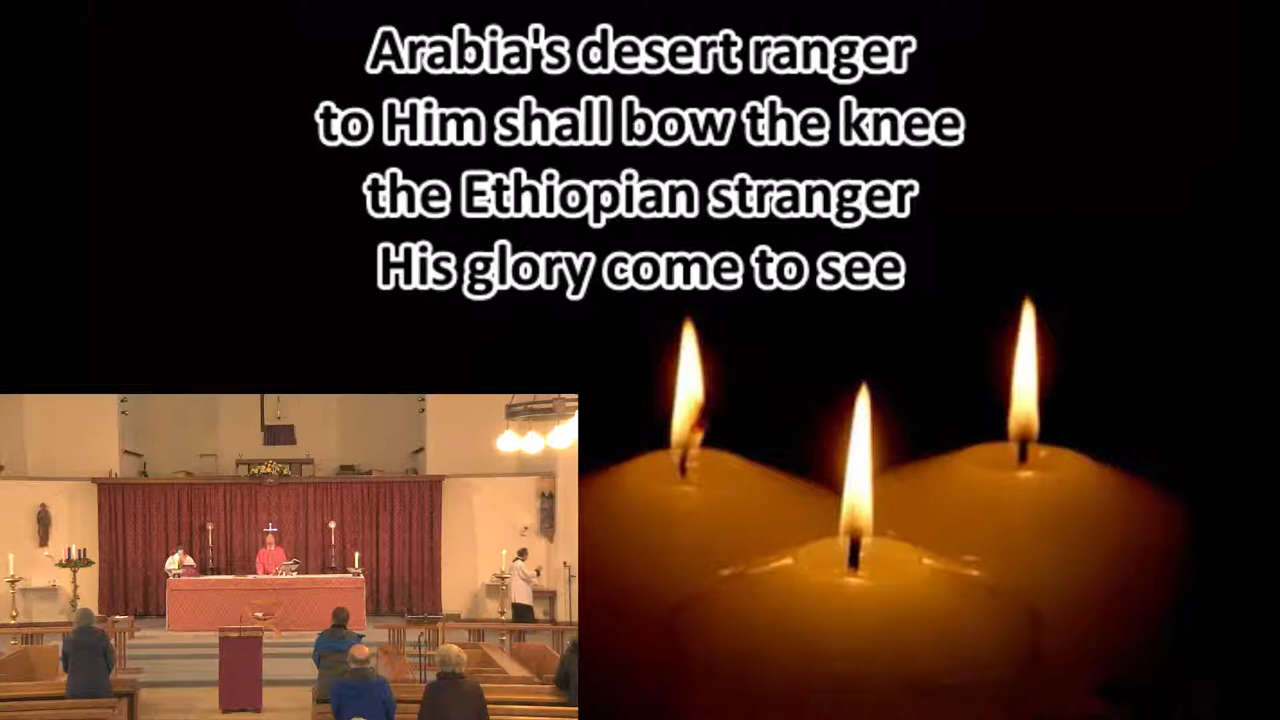 Arabia's desert ranger
to Him shall bow the knee
the Ethiopian stranger
His glory come to see